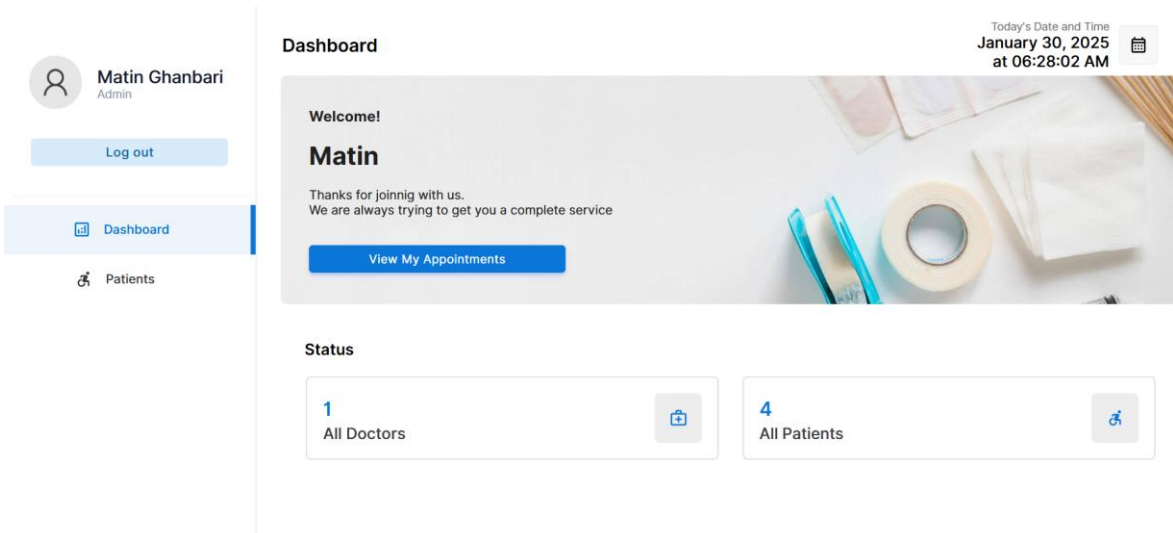 Matin Ghanbari
Admin
Log out
Dashboard
Patients
Dashboard
Today's Date and Time
January 30, 2025
at 06:28:02 AM
Welcome!
Matin
Thanks for joinnig with us.
We are always trying to get you a complete service
View My Appointments
Status
1
All Doctors
4
All Patients